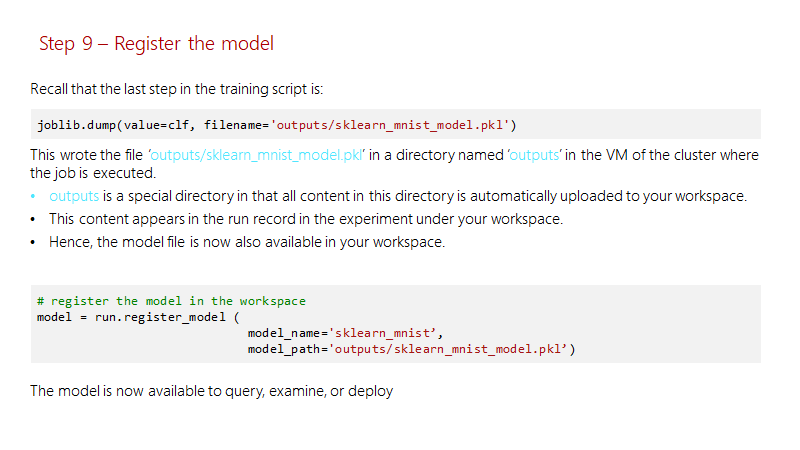 Step 9 – Register the model
Recall that the last step in the training script is:
joblib.dump(value=clf, filename='outputs/sklearn_mnist_model.pkl')
This wrote the file ‘outputs/sklearn_mnist_model.pkl’ in a directory named ‘outputs’ in the VM of the cluster where
the job is executed.
• outputs is a special directory in that all content in this directory is automatically uploaded to your workspace.
• This content appears in the run record in the experiment under your workspace.
• Hence, the model file is now also available in your workspace.
# register the model in the workspace
model = run.register_model (
model_name='sklearn_mnist’,
model_path='outputs/sklearn_mnist_model.pkl’)
The model is now available to query, examine, or deploy